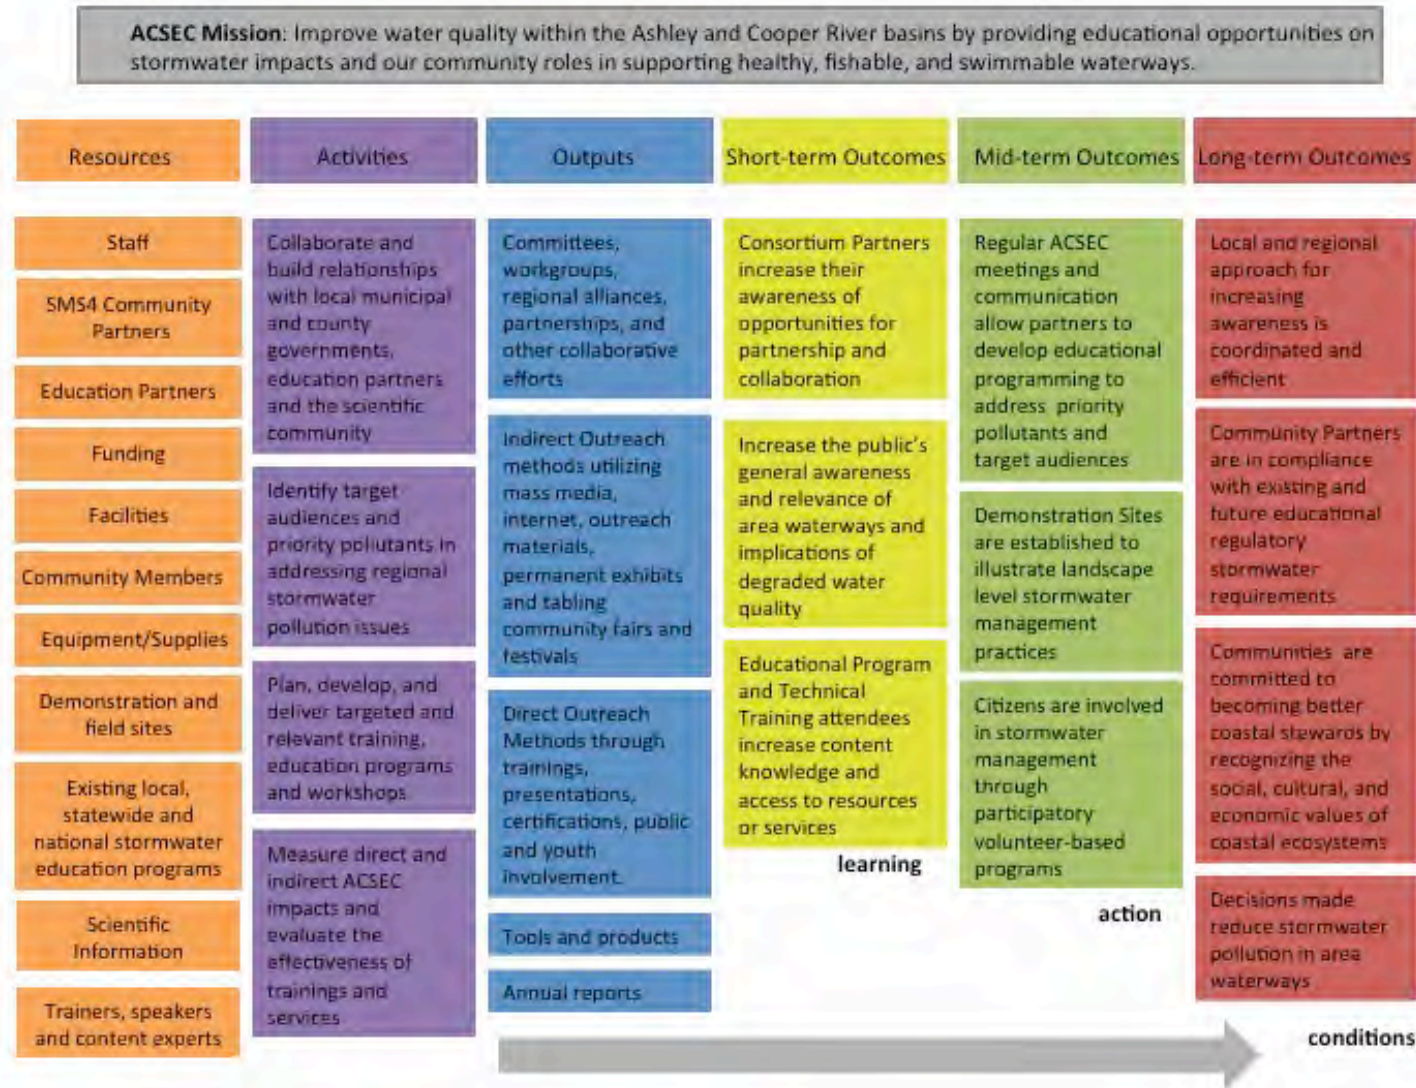 ACSEC Mission: Improve water quality within the Ashley and Cooper River basins by providing educational opportunities on
stormwater impacts and our community roles in supporting healthy, fishable, and swimmable waterways.
Resources
Staff
SMS4 Community
Partners
Education Partners
Funding
Facilities
Community Members
Equipment/Supplies
Demonstration and
field sites
Existing local,
statewide and
national stormwater
education programs
Scientific
Information
Trainers, speakers
and content experts
Activities
Collaborate and
build relationships
with local municipal
and county
governments,
education partners
and the scientific
community
Identify target
audiences and
priority pollutants in
addressing regional
stormwater
pollution issues
Plan, develop, and
deliver targeted and
relevant training,
education programs
and workshops
Measure direct and
indirect ACSEC
impacts and
evaluate the
effectiveness of
trainings and
services
Outputs
Committees,
workgroups,
regional alliances,
partnerships, and
other collaborative
efforts
Indirect Outreach
methods utilizing
mass media,
internet, outreach
materials,
permanent exhibits
and tabling
community fairs and
festivals
Direct Outreach
Methods through
trainings,
presentations,
certifications, public
and youth
involvement.
Tools and products
Annual reports
Short-term Outcomes
Consortium Partners
increase their
awareness of
opportunities for
partnership and
collaboration
Increase the public's
general awareness
and relevance of
area waterways and
implications of
degraded water
quality
Educational Program
and Technical
Training attendees
increase content
knowledge and
access to resources
or services
learning
Mid-term Outcomes
Regular ACSEC
meetings and
communication
allow partners to
develop educational
programming to
address priority
pollutants and
target audiences
Demonstration Sites
are established to
illustrate landscape
level stormwater
management
practices
Citizens are involved
in stormwater
management
through
participatory
volunteer-based
programs
action
Long-term Outcomes
Local and regional
approach for
increasing
awareness is
coordinated and
efficient
Community Partners
are in compliance
with existing and
future educational
regulatory
stormwater
requirements
Communities are
committed to
becoming better
coastal stewards by
recognizing the
social, cultural, and
economic values of
coastal ecosystems
Decisions made
reduce stormwater
pollution in area
waterways
conditions